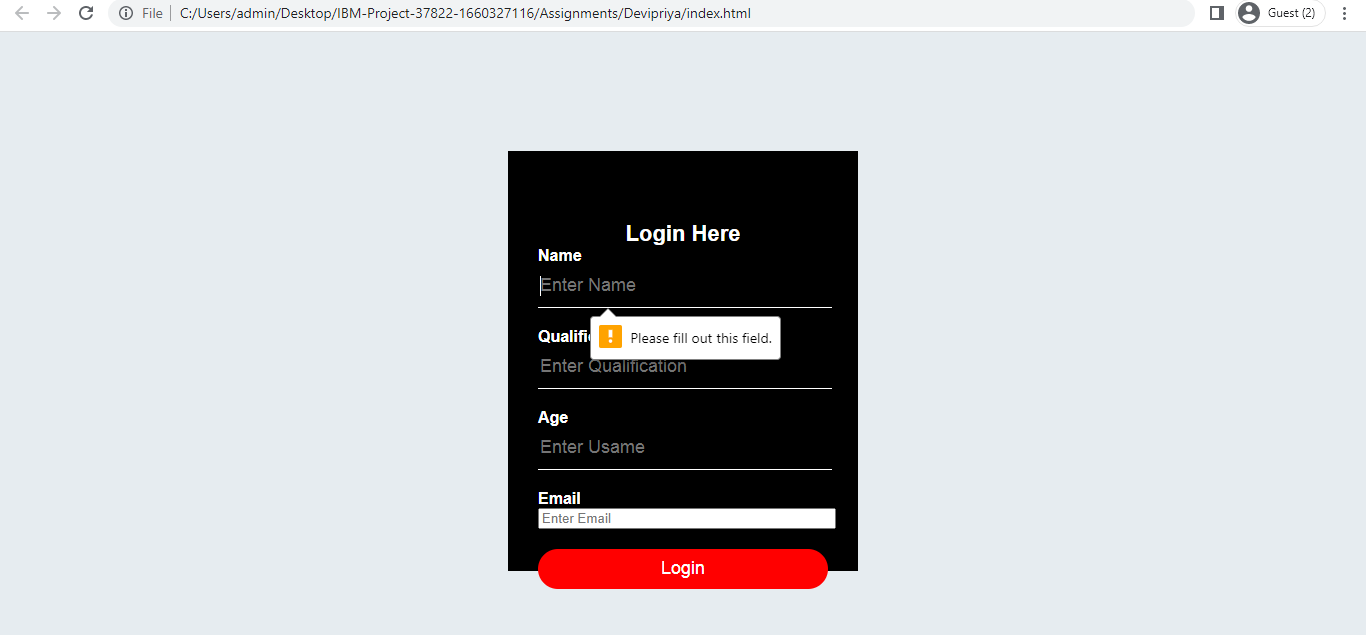 File C:/Users/admin/Desktop/IBM-Project-37822-1660327116/Assignments/Devipriya/index.html Guest (2)
Login Here
Name
Enter Name
Please fill out this field.
Qualific
Enter Qualification
Age
Enter Usame
Email
Enter Email
Login